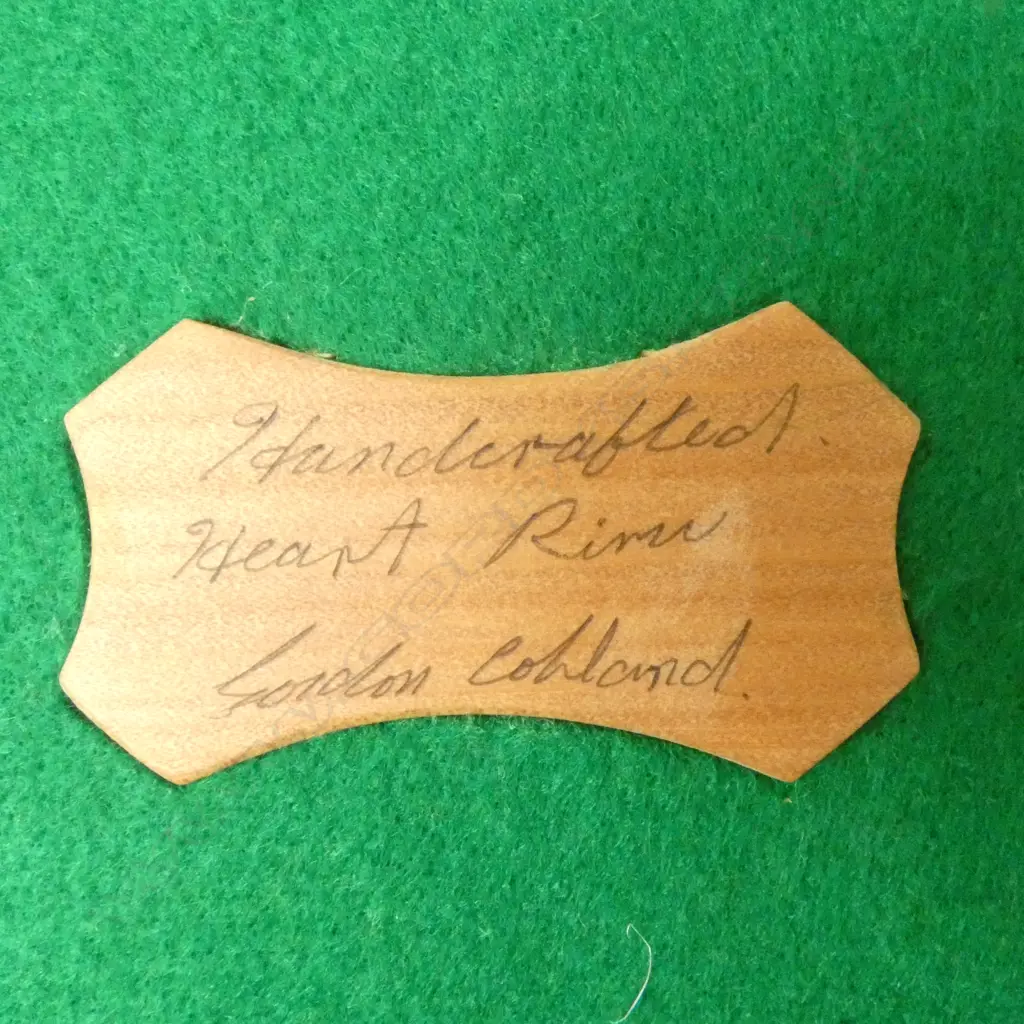 Handcrafted.
Heart Rimu
Gordon Cohland.